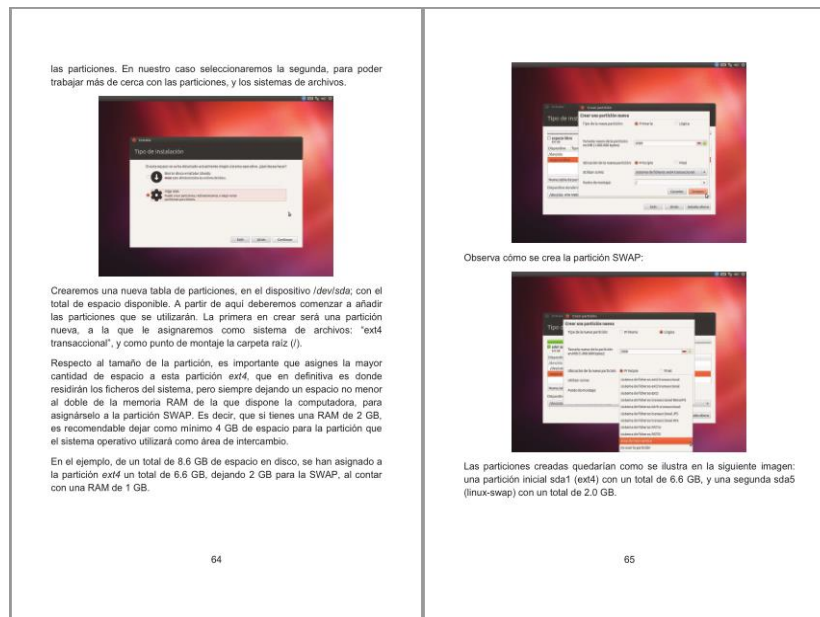 las particiones. En nuestro caso seleccionaremos la segunda, para poder
trabajar más de cerca con las particiones, y los sistemas de archivos.
Tipo de instalación
Crearemos una nueva tabla de particiones, en el dispositivo /dev/sda; con el
total de espacio disponible. A partir de aquí deberemos comenzar a añadir
las particiones que se utilizarán. La primera en crear será una partición
nueva, a la que le asignaremos como sistema de archivos: “ext4
transaccional”, y como punto de montaje la carpeta raíz (/).
Respecto al tamaño de la partición, es importante que asignes la mayor
cantidad de espacio a esta partición ext4, que en definitiva es donde
residirán los ficheros del sistema, pero siempre dejando un espacio no menor
al doble de la memoria RAM de la que dispone la computadora, para
asignárselo a la partición SWAP. Es decir, que si tienes una RAM de 2 GB,
es recomendable dejar como mínimo 4 GB de espacio para la partición que
el sistema operativo utilizará como área de intercambio.
En el ejemplo, de un total de 8.6 GB de espacio en disco, se han asignado a
la partición ext4 un total de 6.6 GB, dejando 2 GB para la SWAP, al contar
con una RAM de 1 GB.
64
Crear una partición nueva
Observa cómo se crea la partición SWAP:
Crear una partición nueva
Las particiones creadas quedarían como se ilustra en la siguiente imagen:
una partición inicial sda1 (ext4) con un total de 6.6 GB, y una segunda sda5
(linux-swap) con un total de 2.0 GB.
65